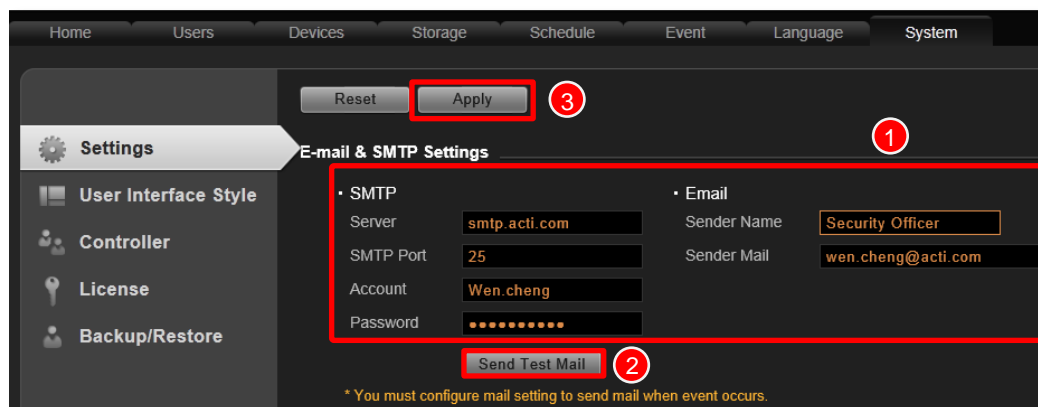 Home Users Devices Storage Schedule Event Language System
Reset Apply 3
1
Settings
E-mail & SMTP Settings
• SMTP • Email
User Interface Style
Server smtp.acti.com Sender Name Security Officer
Controller
SMTP Port 25 Sender Mail wen.cheng@acti.com
License
Account Wen.cheng
Backup/Restore
Password ●●●●●●●●●●
Send Test Mail 2
* You must configure mail setting to send mail when event occurs.